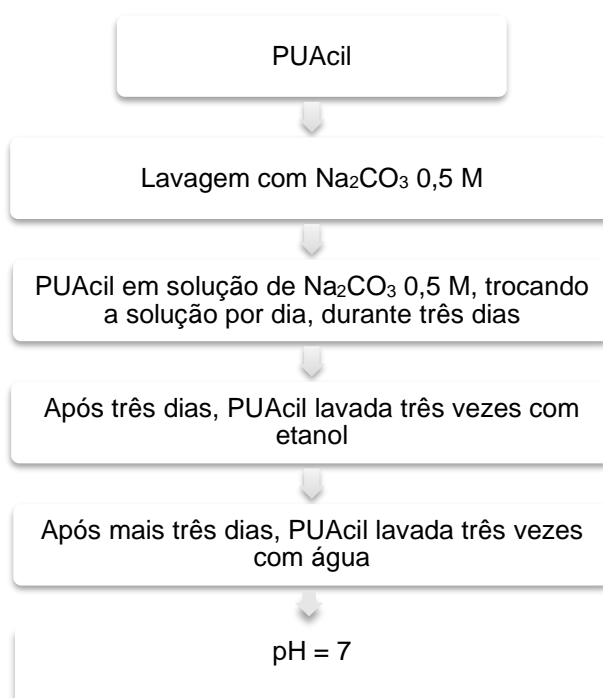 PUAcil
Lavagem com Na₂CO₃ 0,5 M
PUAcil em solução de Na₂CO₃ 0,5 M, trocando
a solução por dia, durante três dias
Após três dias, PUAcil lavada três vezes com
etanol
Após mais três dias, PUAcil lavada três vezes
com água
pH = 7